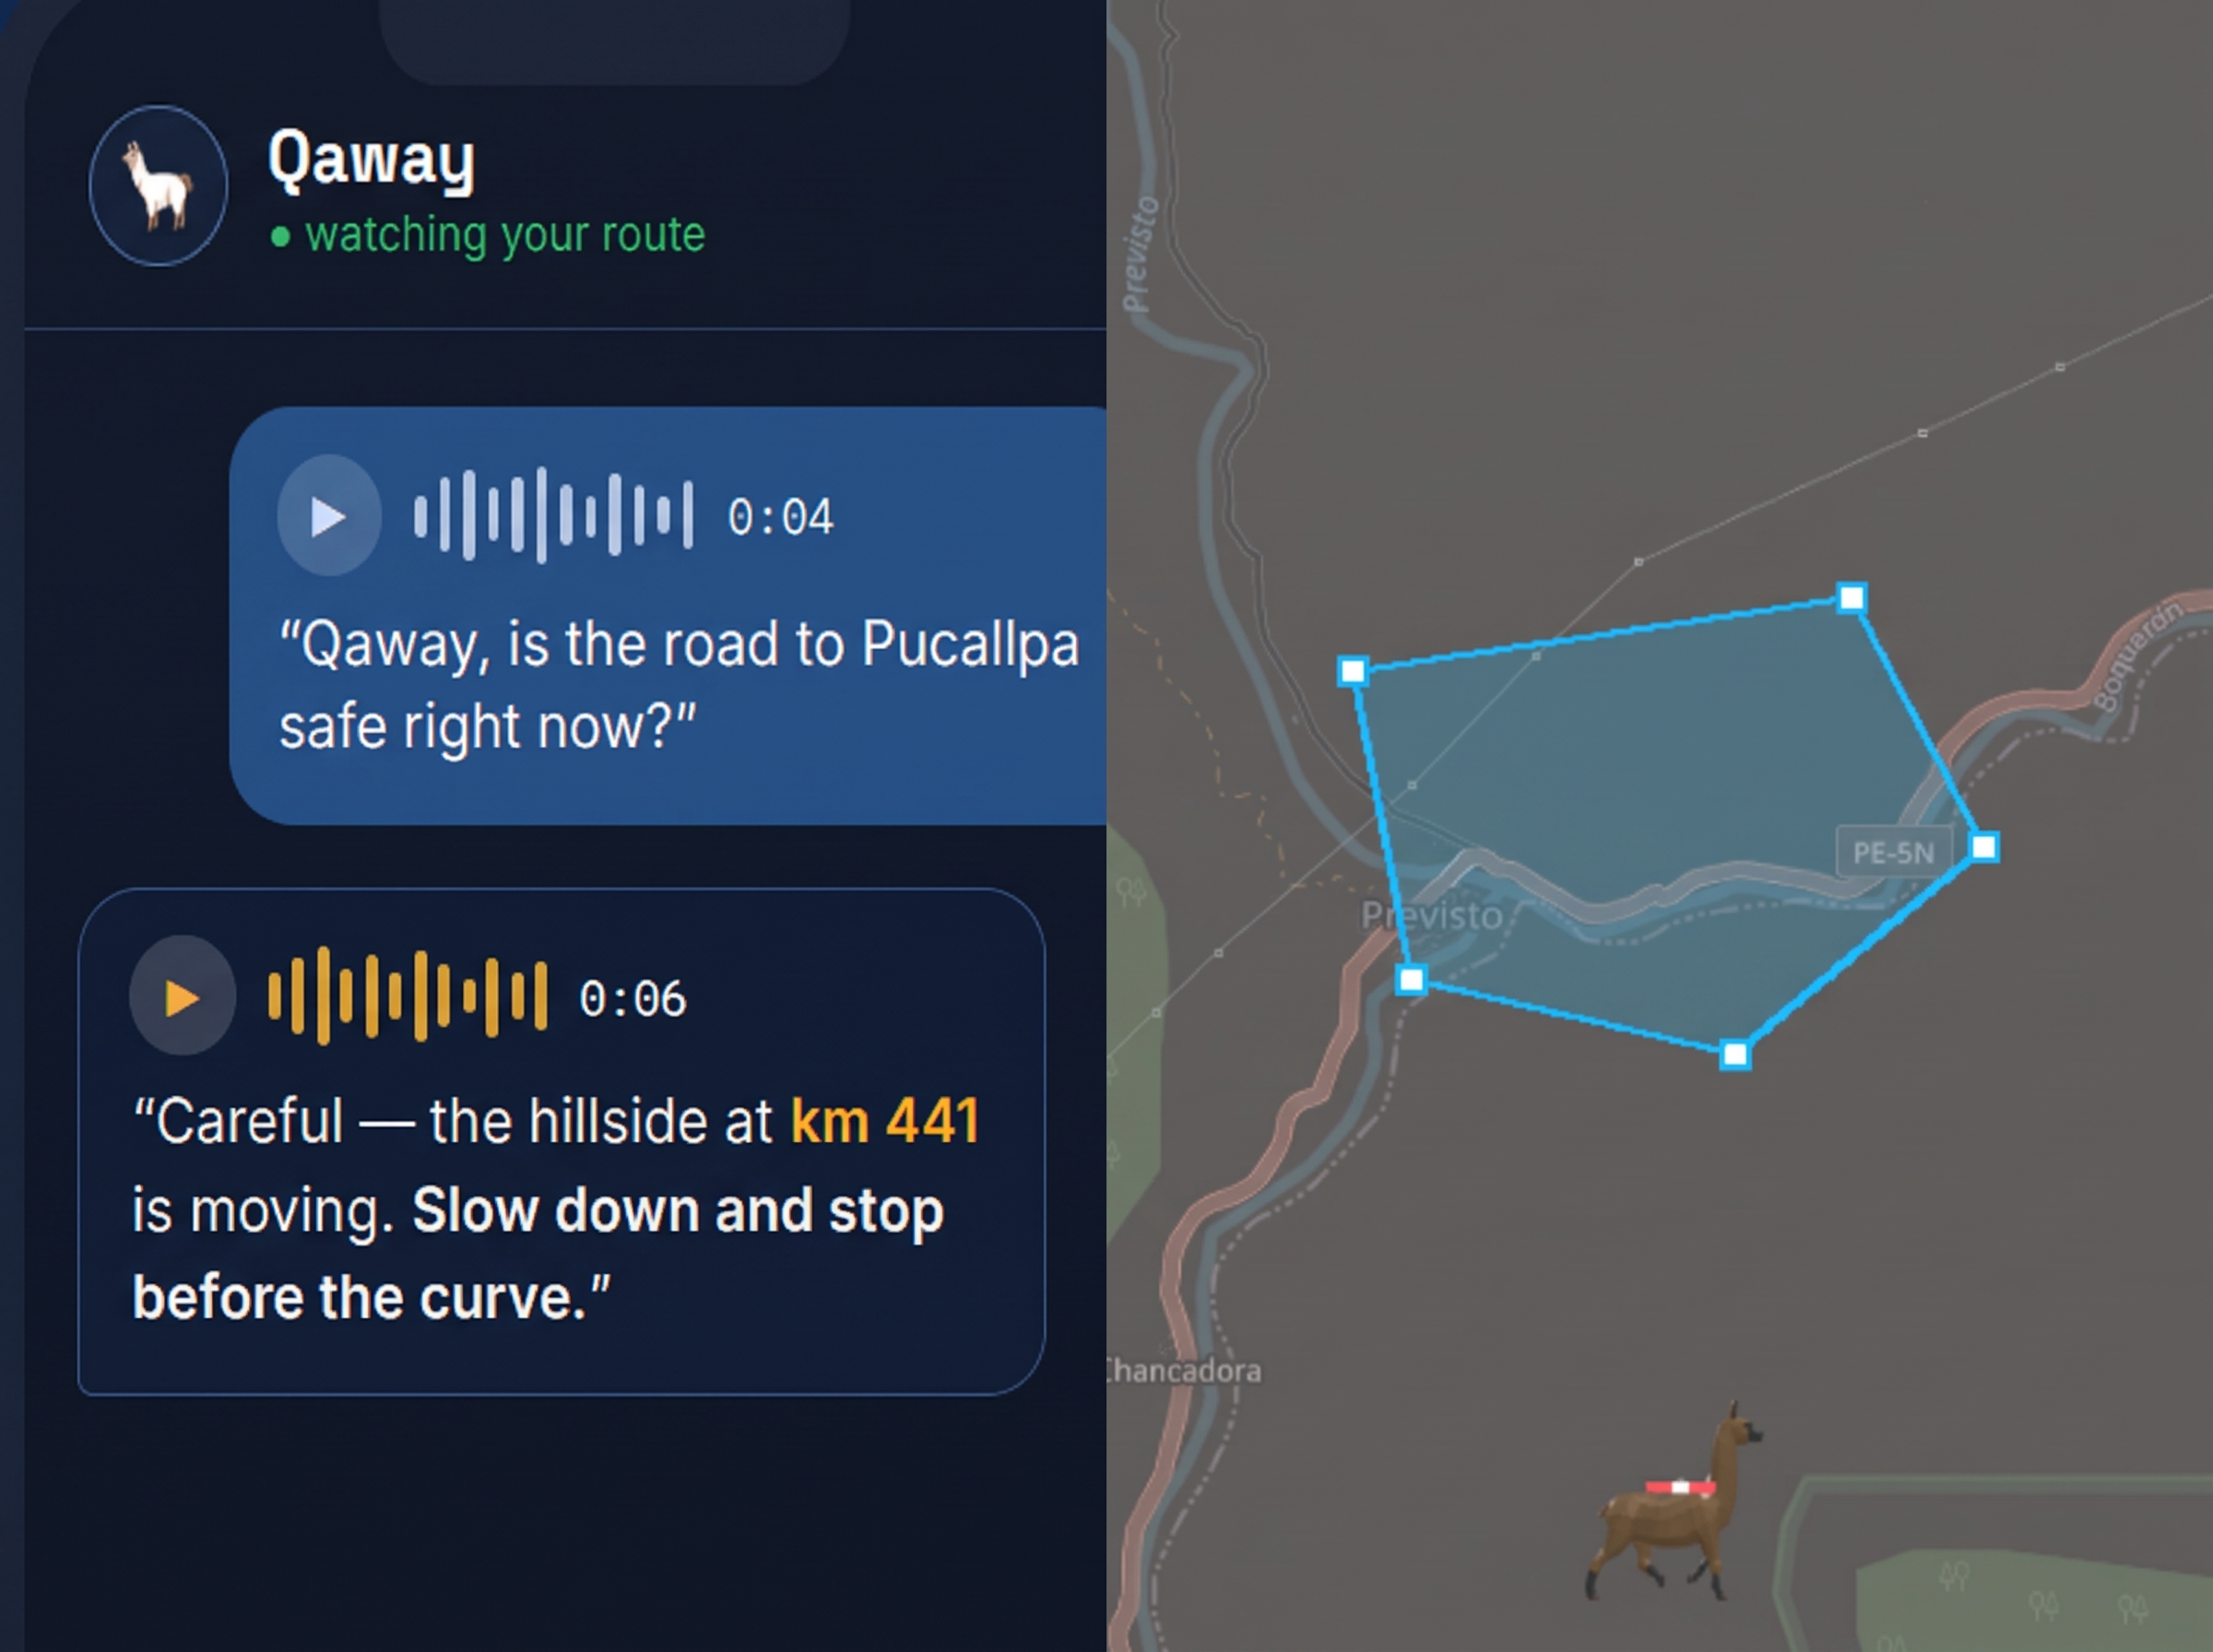 Qaway
watching your route
0:04
“Qaway, is the road to Pucallpa
safe right now?”
0:06
“Careful — the hillside at km 441
is moving. Slow down and stop
before the curve.”
Previsto
Boquerón
PE-5N
Previsto
Chancadora